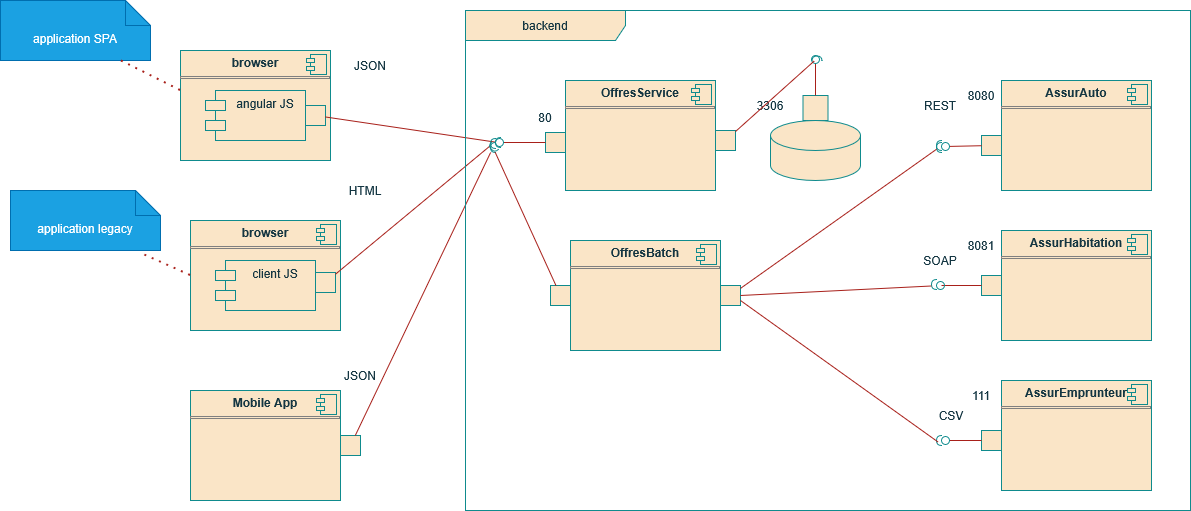 application SPA
browser
angular JS
JSON
backend
80
OffresService
3306
REST
8080
AssurAuto
application legacy
browser
client JS
HTML
OffresBatch
SOAP
8081
AssurHabitation
Mobile App
JSON
CSV
111
AssurEmprunteur